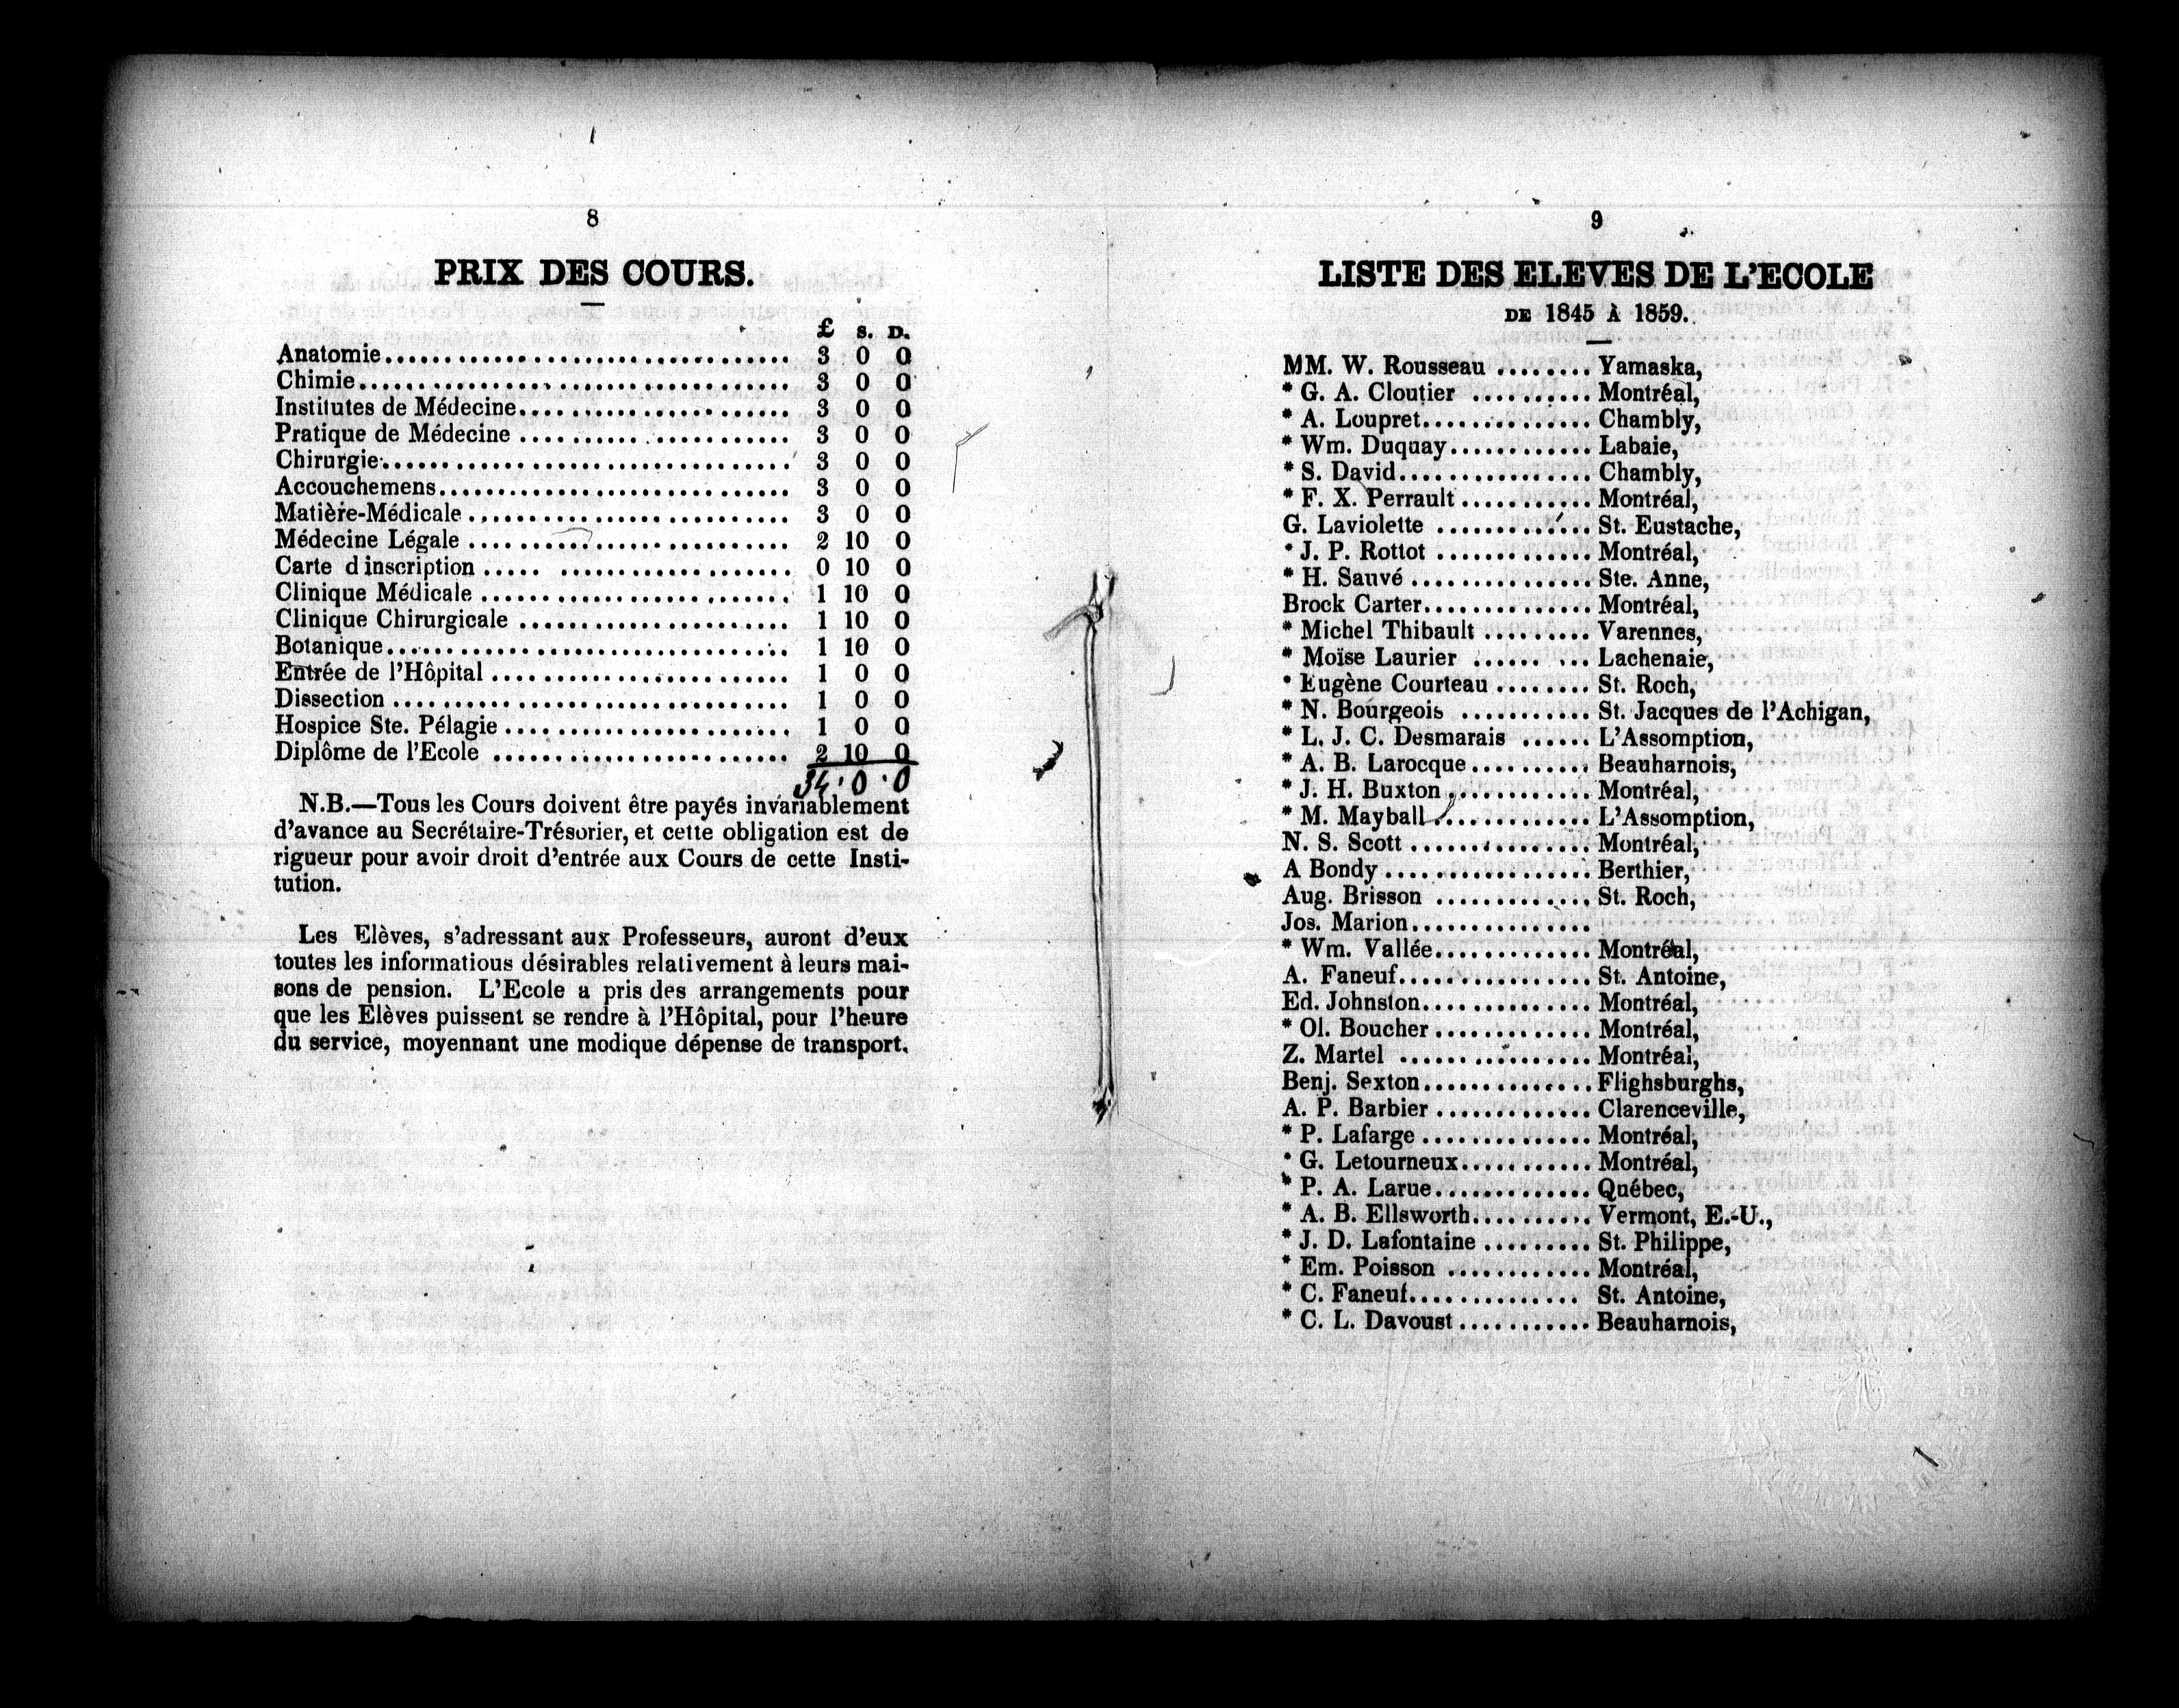 8
PRIX DES COURS.
£ S. D.
Anatomie.................................. 3 0 0
Chimie.................................... 3 0 0
Institutes de Médecine....................... 3 0 0
Pratique de Médecine ....................... 3 0 0
Chirurgie.................................. 3 0 0
Accouchemens.............................. 3 0 0
Matière-Médicale ........................... 3 0 0
Médecine Légale ........................... 2 10 0
Carte d'inscription ..... .................... 0 10 0
Clinique Médicale .......................... 1 10 0
Clinique Chirurgicale ....................... 1 10 0
Botanique.................................. 1 10 0
Entrée de l'Hôpital ......................... 1 0 0
Dissection ................................. 1 0 0
Hospice Ste. Pélagie ........................ 1 0 0
Diplôme de l'Ecole ......................... 2 10 0
34.0.0
N.B.—Tous les Cours doivent être payés invariablement
d'avance au Secrétaire-Trésorier, et cette obligation est de
rigueur pour avoir droit d'entrée aux Cours de cette Insti-
tution.
Les Elèves, s'adressant aux Professeurs, auront d'eux
toutes les informatious désirables relativement à leurs mai-
sons de pension. L'Ecole a pris des arrangements pour
que les Elèves puissent se rendre à l'Hôpital, pour l'heure
du service, moyennant une modique dépense de transport.
9
LISTE DES ELEVES DE L'ECOLE
DE 1845 À 1859.
MM. W. Rousseau ........ Yamaska,
* G. A. Cloutier .......... Montréal,
* A. Loupret.............. Chambly,
* Wm. Duquay............ Labaie,
* S. David................ Chambly,
* F. X. Perrault ........... Montréal,
G. Laviolette ............. St. Eustache,
* J. P. Rottot ............. Montréal,
* H. Sauvé ............... Ste. Anne,
Brock Carter.............. Montréal,
* Michel Thibault ......... Varennes,
* Moïse Laurier ...... ... Lachenaie,
* Eugène Courteau ........ St. Roch,
* N. Bourgeois ........... St. Jacques de l'Achigan,
* L. J. C. Desmarais ...... L'Assomption,
* A. B. Larocque.......... Beauharnois,
* J. H. Buxton ............ Montréal,
* M. Mayball ............. L'Assomption,
N. S. Scott ............... Montréal,
A Bondy .................. Berthier,
Aug. Brisson ............. St. Roch,
Jos. Marion...............
* Wm. Vallée............. Montréal,
A. Faneuf................ St. Antoine,
Ed. Johnston.............. Montréal,
* Ol. Boucher ............. Montréal,
Z. Martel ................ Montréal,
Benj. Sexton.............. Flighsburghs,
A. P. Barbier ............. Clarenceville,
* P. Lafarge .............. Montréal,
* G. Letourneux........... Montréal,
* P. A. Larue............. Québec,
* A. B. Ellsworth.......... Vermont, E.-U.,
* J. D. Lafontaine ......... St. Philippe,
* Em. Poisson ............ Montréal,
* C. Faneuf............... St. Antoine,
* C. L. Davoust ........... Beauharnois,